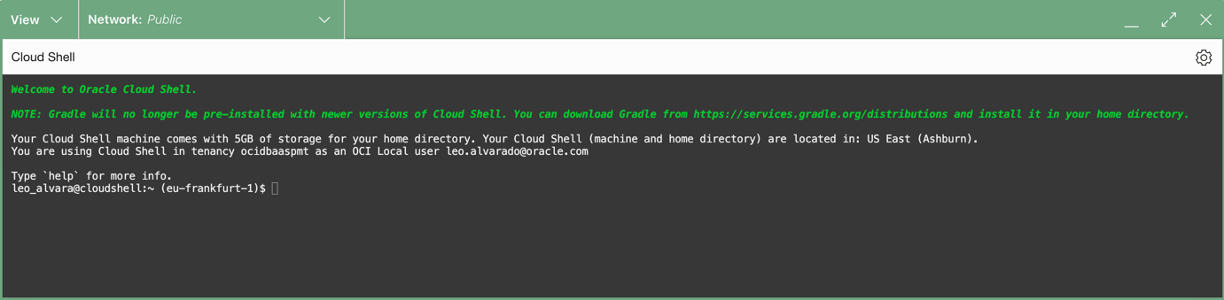 View Network: Public
Cloud Shell
Welcome to Oracle Cloud Shell.
NOTE: Gradle will no longer be pre-installed with newer versions of Cloud Shell. You can download Gradle from https://services.gradle.org/distributions and install it in your home directory.
Your Cloud Shell machine comes with 5GB of storage for your home directory. Your Cloud Shell (machine and home directory) are located in: US East (Ashburn).
You are using Cloud Shell in tenancy ocidbaaspmt as an OCI Local user leo.alvarado@oracle.com
Type `help` for more info.
leo_alvara@cloudshell:~ (eu-frankfurt-1)$